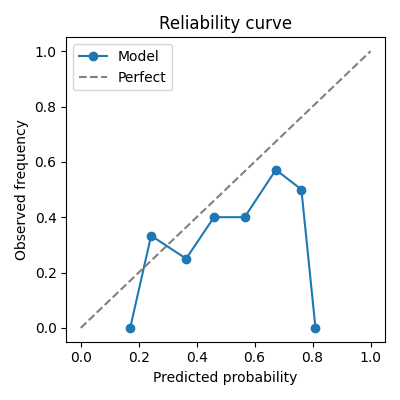 Reliability curve
Model
Perfect
Observed frequency
1.0
0.8
0.6
0.4
0.2
0.0
0.0 0.2 0.4 0.6 0.8 1.0
Predicted probability